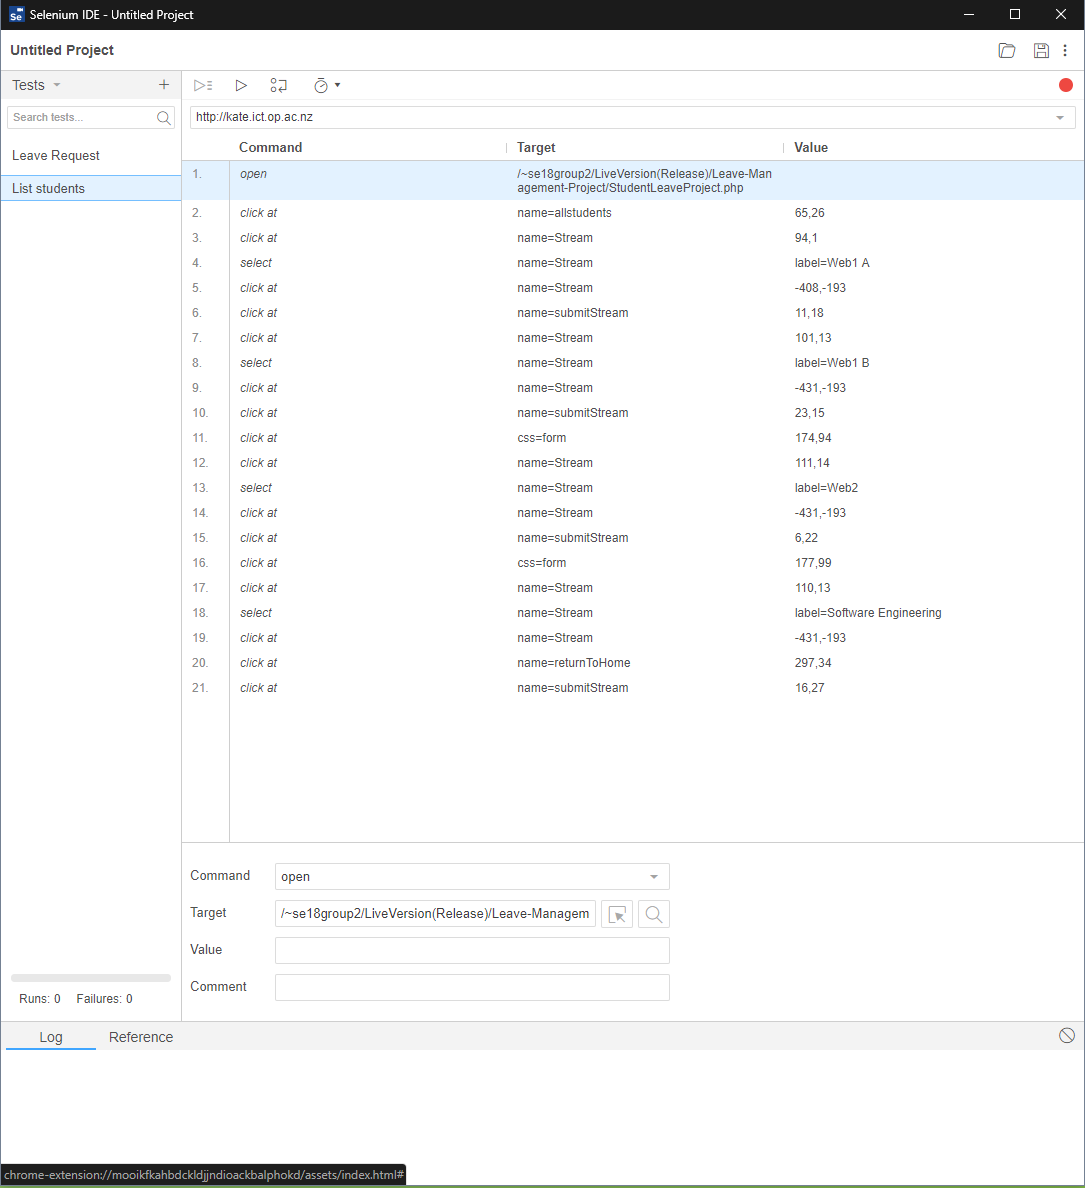 Se Selenium IDE - Untitled Project
Untitled Project
Tests
Search tests...
Leave Request
List students
http://kate.ict.op.ac.nz
Command Target Value
1. open /~se18group2/LiveVersion(Release)/Leave-Man
agement-Project/StudentLeaveProject.php
2. click at name=allstudents 65,26
3. click at name=Stream 94,1
4. select name=Stream label=Web1 A
5. click at name=Stream -408,-193
6. click at name=submitStream 11,18
7. click at name=Stream 101,13
8. select name=Stream label=Web1 B
9. click at name=Stream -431,-193
10. click at name=submitStream 23,15
11. click at css=form 174,94
12. click at name=Stream 111,14
13. select name=Stream label=Web2
14. click at name=Stream -431,-193
15. click at name=submitStream 6,22
16. click at css=form 177,99
17. click at name=Stream 110,13
18. select name=Stream label=Software Engineering
19. click at name=Stream -431,-193
20. click at name=returnToHome 297,34
21. click at name=submitStream 16,27
Command open
Target /~se18group2/LiveVersion(Release)/Leave-Managem
Value
Comment
Runs: 0 Failures: 0
Log Reference
chrome-extension://mooikfkahbdckldjjndioackbalphokd/assets/index.html#